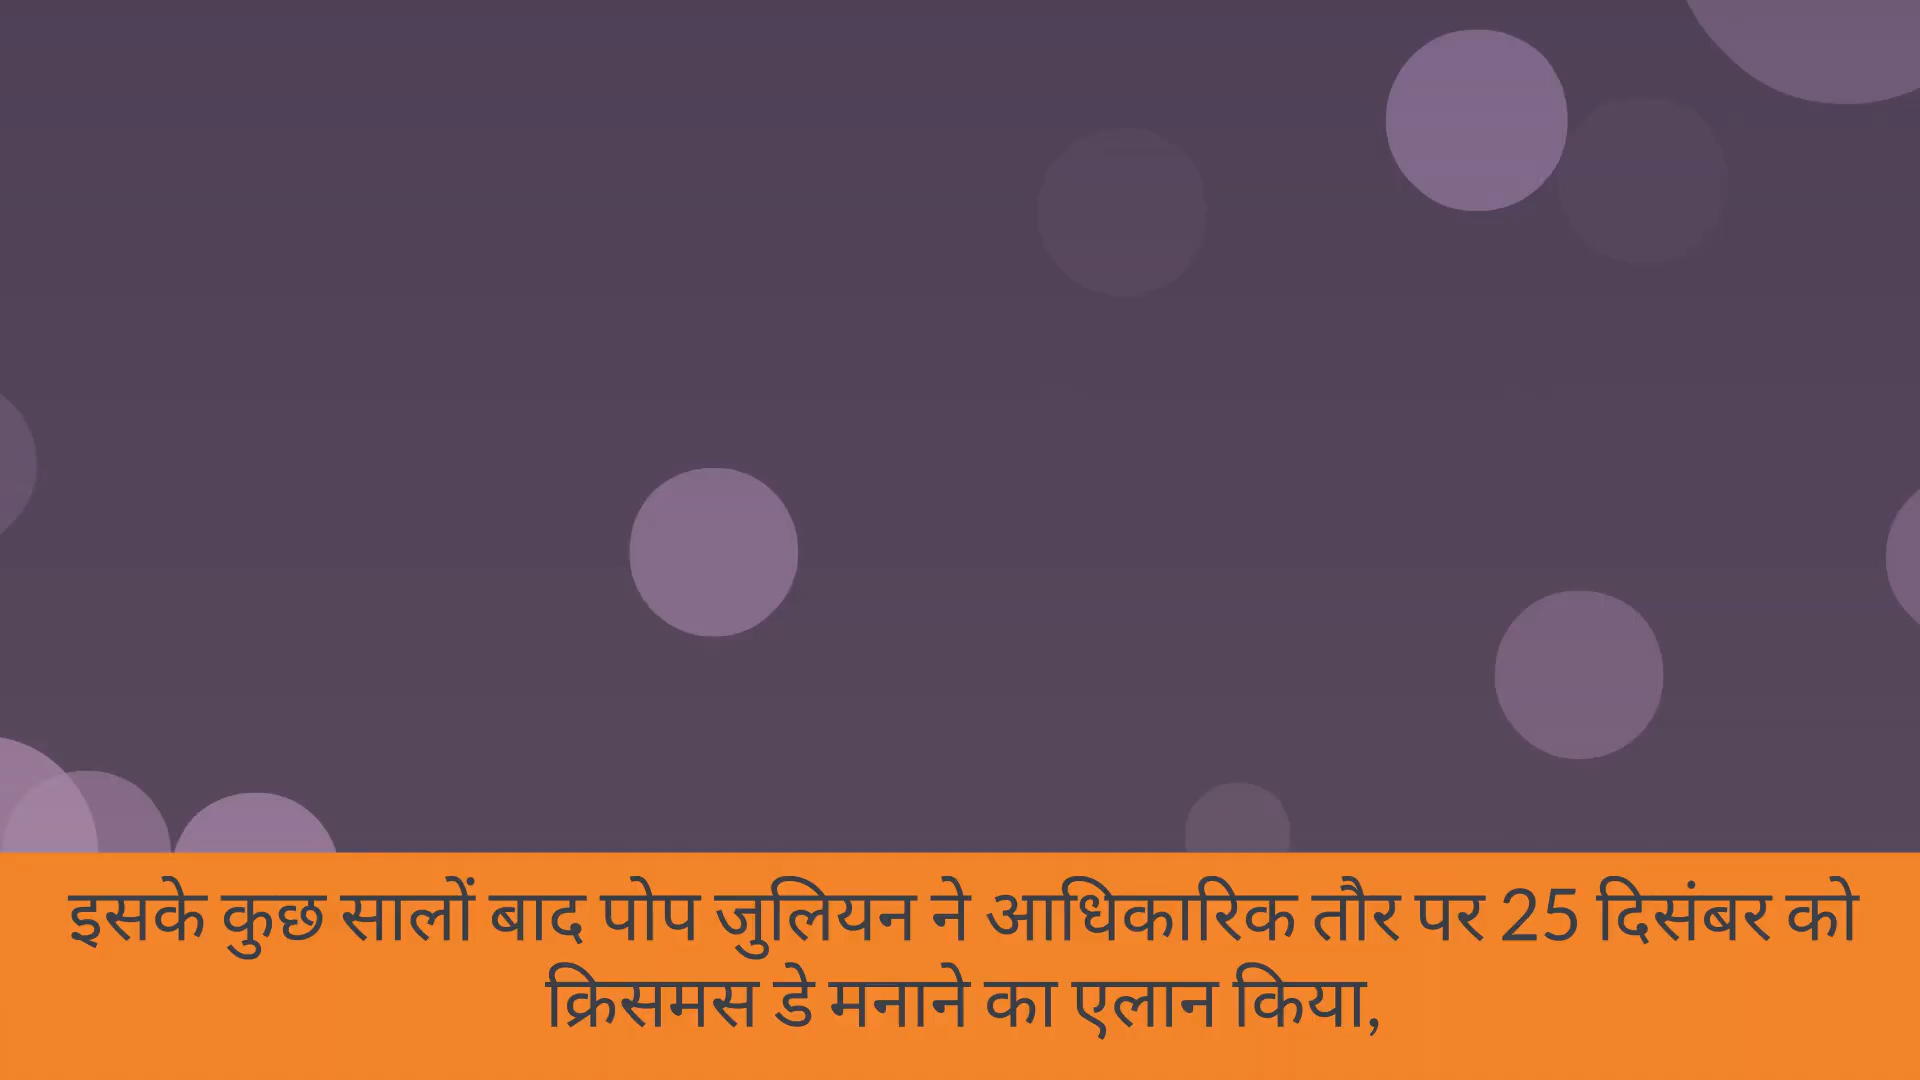 इसके कुछ सालों बाद पोप जुलियन ने आधिकारिक तौर पर 25 दिसंबर को
क्रिसमस डे मनाने का एलान किया,